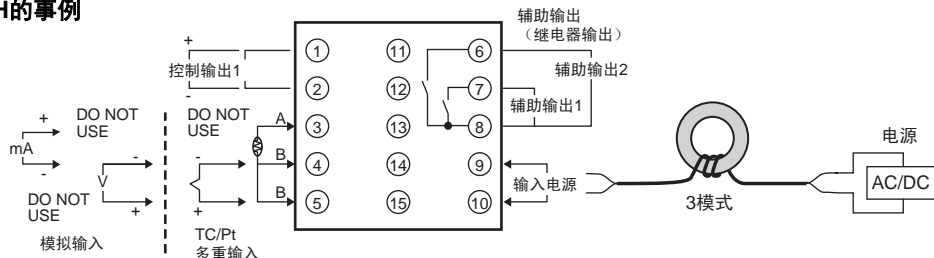 H的事例
辅助输出
（继电器输出）
辅助输出2
辅助输出1
+
控制输出1
-
1
2
3
4
5
11
12
13
14
15
6
7
8
9
10
DO NOT
USE
+
mA
-
V
-
+
DO NOT
USE
模拟输入
DO NOT
USE
A
B
B
-
+
TC/Pt
多重输入
输入电源
3模式
电源
AC/DC